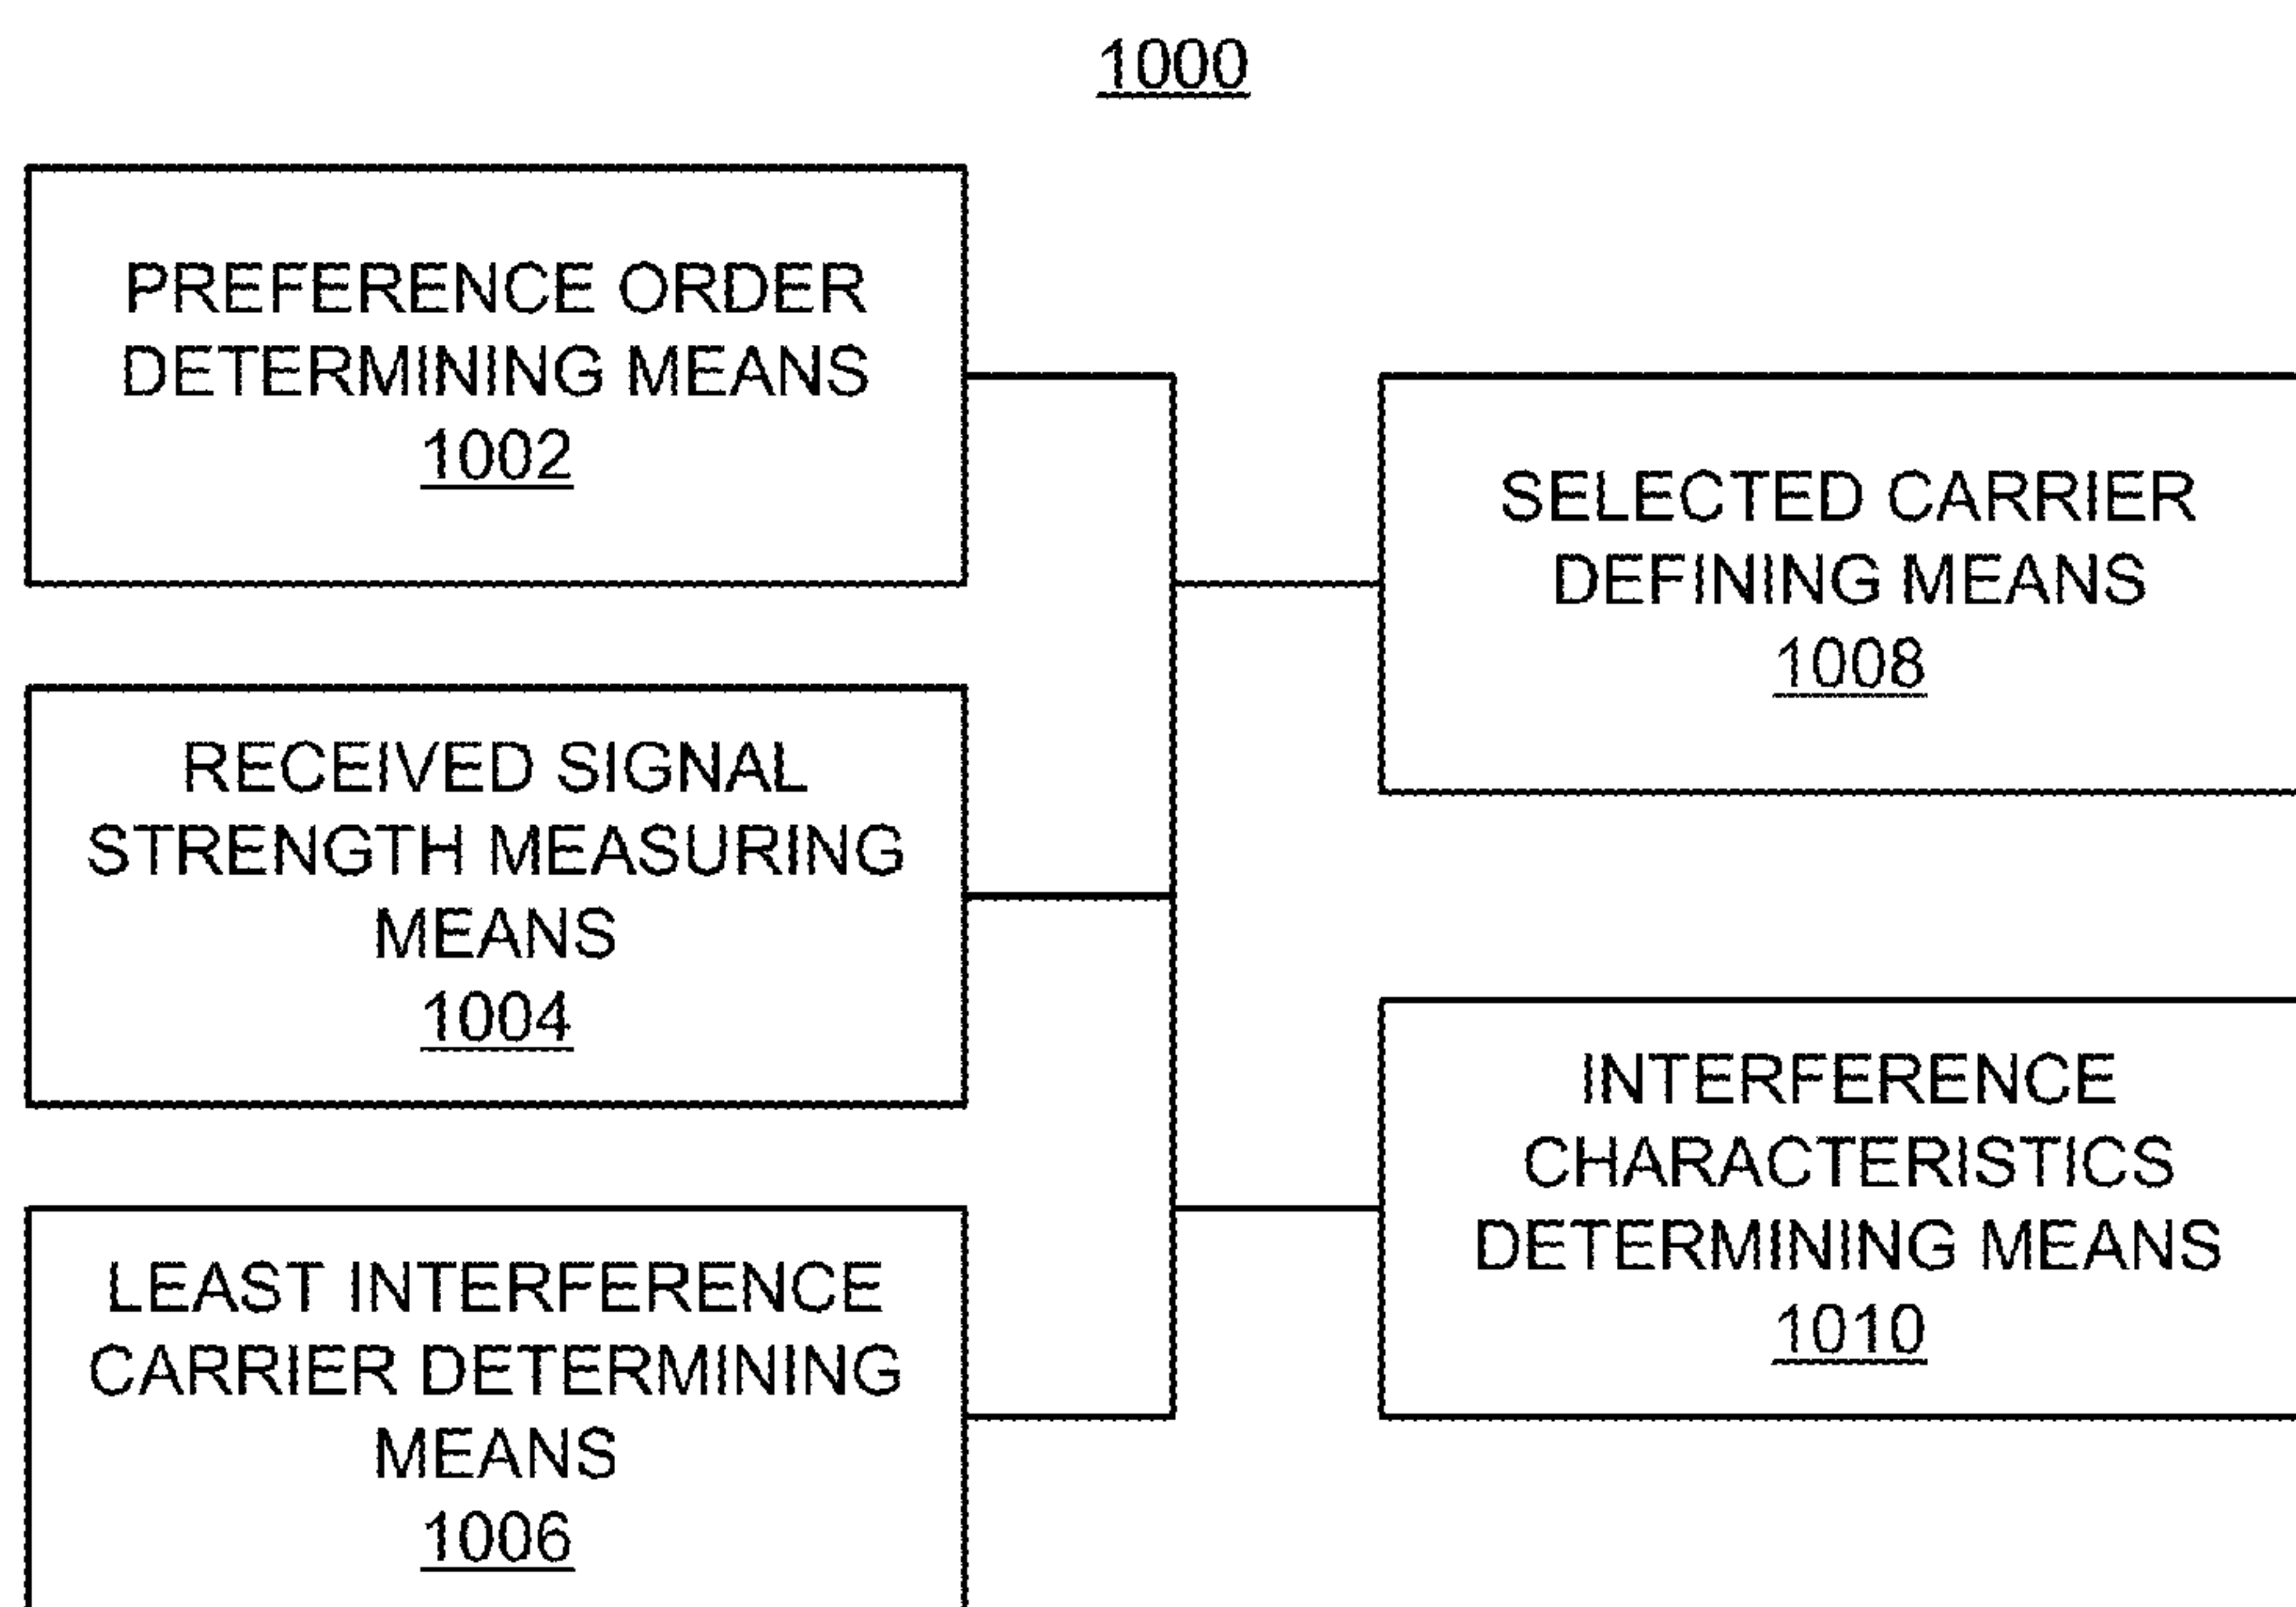 1000
PREFERENCE ORDER
DETERMINING MEANS
1002
RECEIVED SIGNAL
STRENGTH MEASURING
MEANS
1004
LEAST INTERFERENCE
CARRIER DETERMINING
MEANS
1006
SELECTED CARRIER
DEFINING MEANS
1008
INTERFERENCE
CHARACTERISTICS
DETERMINING MEANS
1010